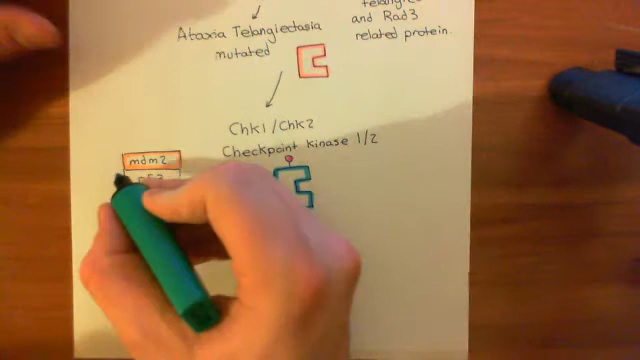 Ataxia Telangiectasia
mutated
and Rad3
related protein.
Chk1/Chk2
Checkpoint kinase 1/2
mdm2